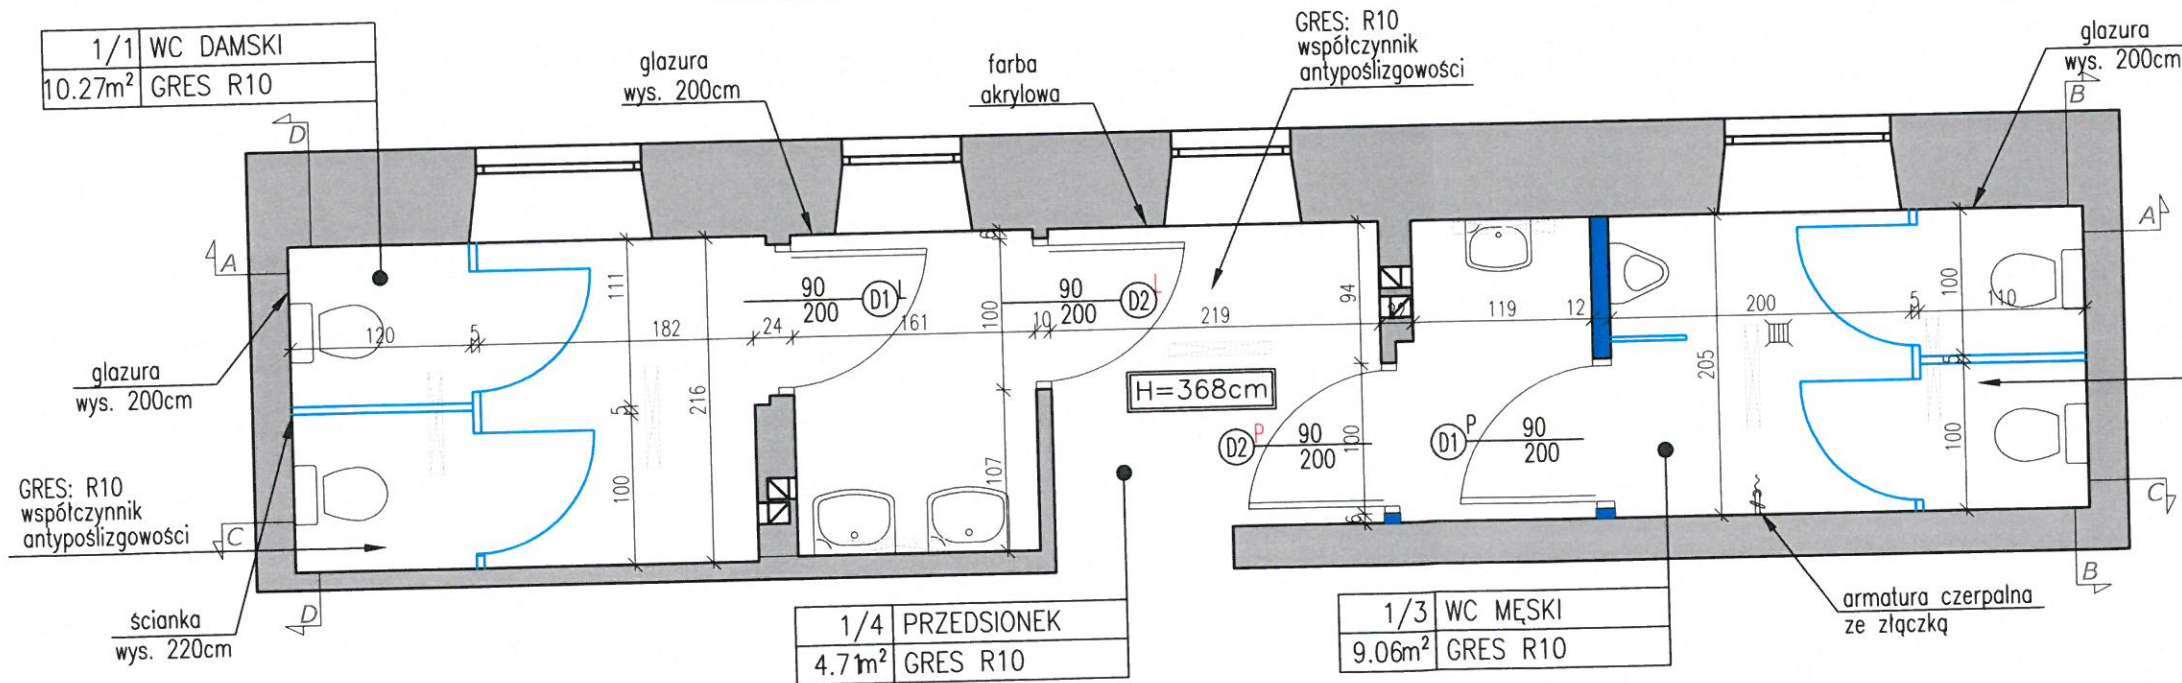 1/1 WC DAMSKI
10.27m² GRES R10
glazura
wys. 200cm
farba
akrylowa
GRES: R10
współczynnik
antypoślizgowości
glazura
wys. 200cm
D
B
A
A
90
200
D1 L
90
200
D2 L
111
94
100
100
120
5
182
24
161
10
219
22
119
12
200
5
110
6
5
216
205
5
glazura
wys. 200cm
H=368cm
D2 P
90
200
D1 P
90
200
100
107
100
100
6
GRES: R10
współczynnik
antypoślizgowości
C
C
D
B
ścianka
wys. 220cm
1/4 PRZEDSIONEK
4.71m² GRES R10
1/3 WC MĘSKI
9.06m² GRES R10
armatura czerpalna
ze złączką